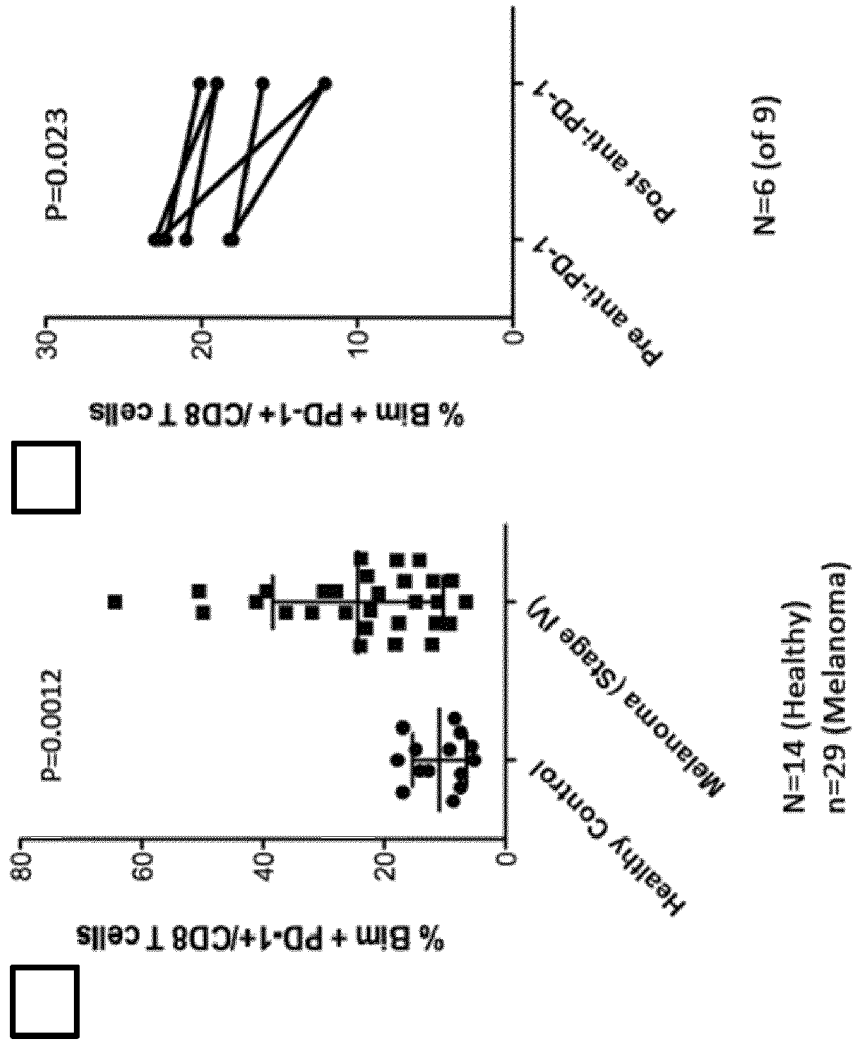 P=0.0012
% Bim + PD-1+/CD8 T cells
80
60
40
20
0
Healthy Control
Melanoma (Stage IV)
N=14 (Healthy)
n=29 (Melanoma)
P=0.023
% Bim + PD-1+/CD8 T cells
30
20
10
0
Pre anti-PD-1
Post anti-PD-1
N=6 (of 9)